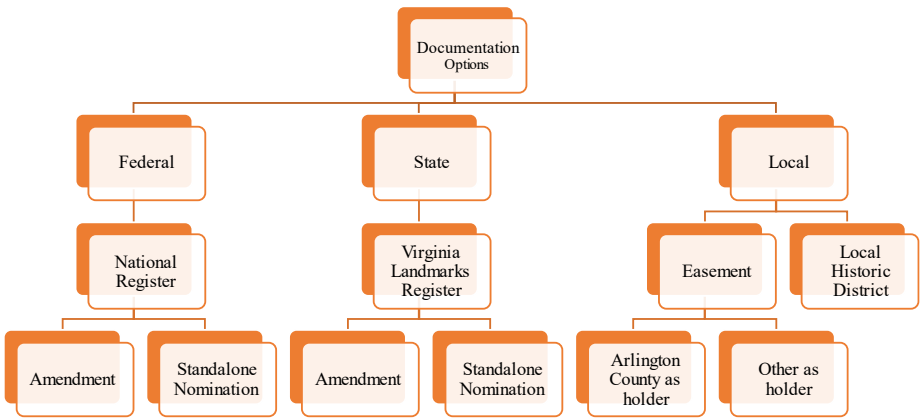 Documentation
Options
Federal
State
Local
National
Register
Virginia
Landmarks
Register
Easement
Local
Historic
District
Amendment
Standalone
Nomination
Amendment
Standalone
Nomination
Arlington
County as
holder
Other as
holder